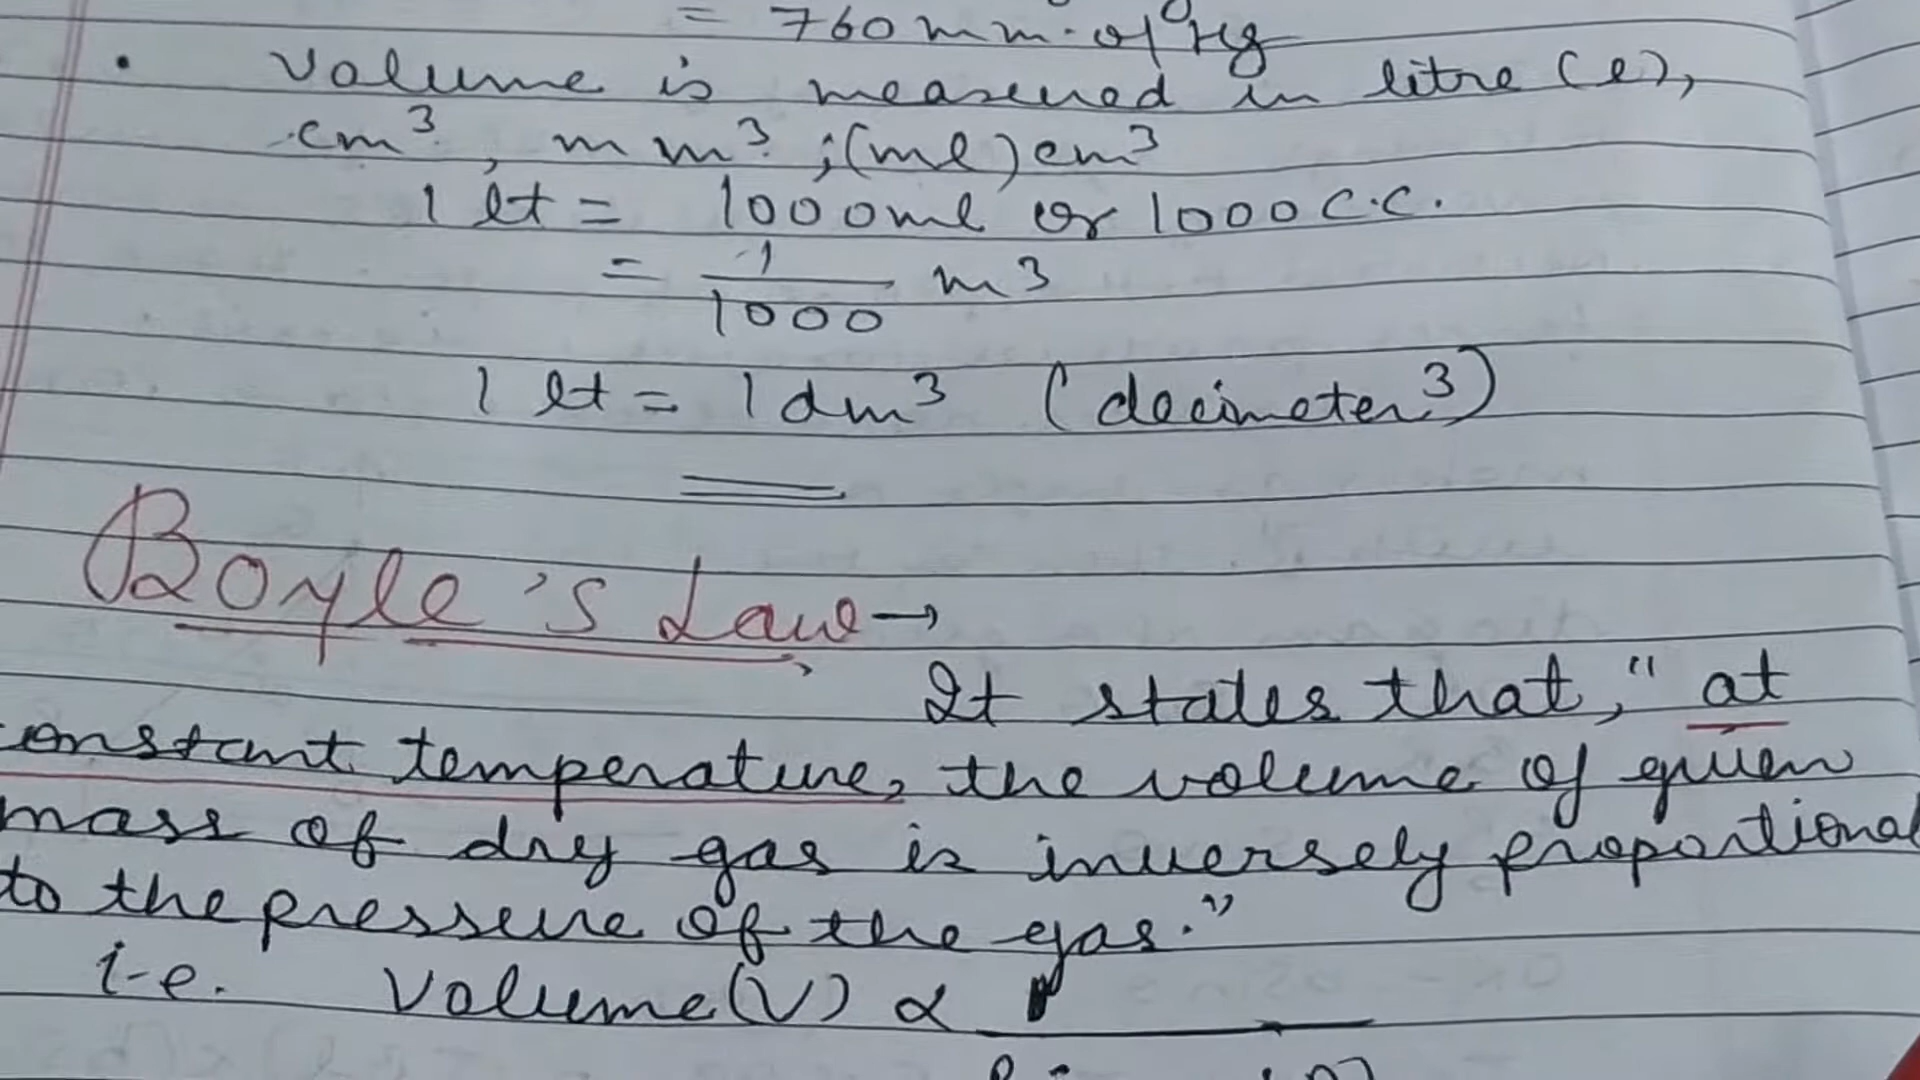 = 760 mm. of Hg
• Volume is measured in litre (l),
cm³, mm³ ; (ml) cm³
1 lt = 1000ml or 1000 C.C.
= 1/1000 m³
1 lt = 1 dm³ (decimeter³)
Boyle's Law →
It states that, "at
constant temperature, the volume of given
mass of dry gas is inversely proportional
to the pressure of the gas."
i.e. Volume (V) ∝